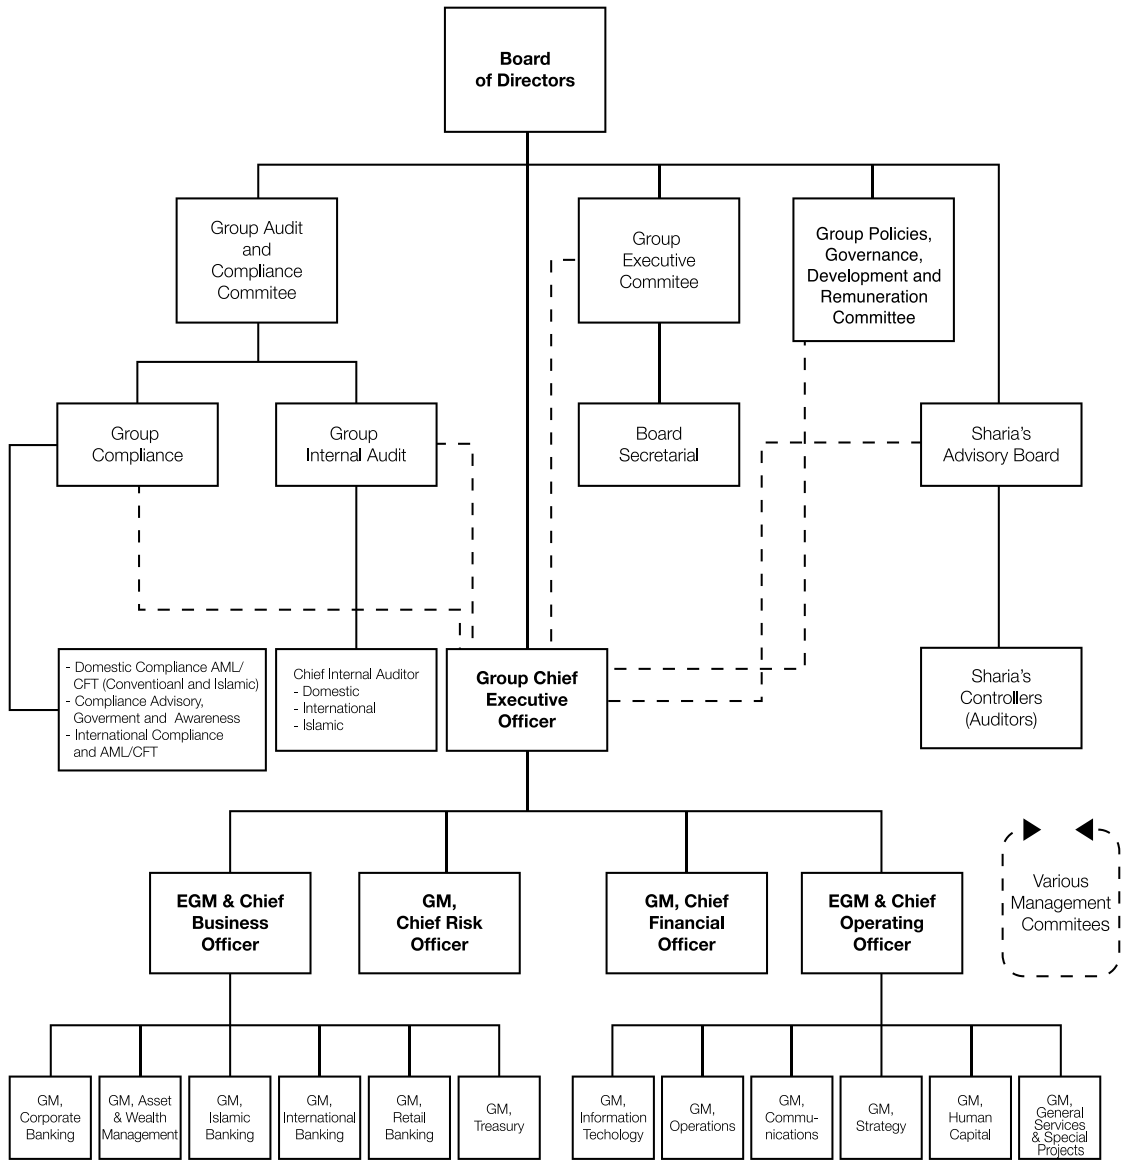 Board
of Directors
Group Audit
and
Compliance
Commitee
Group
Executive
Commitee
Group Policies,
Governance,
Development and
Remuneration
Committee
Group
Compliance
Group
Internal Audit
Board
Secretarial
Sharia's
Advisory Board
- Domestic Compliance AML/
CFT (Conventioanl and Islamic)
- Compliance Advisory,
Goverment and Awareness
- International Compliance
and AML/CFT
Chief Internal Auditor
- Domestic
- International
- Islamic
Group Chief
Executive
Officer
Sharia's
Controllers
(Auditors)
EGM & Chief
Business
Officer
GM,
Chief Risk
Officer
GM, Chief
Financial
Officer
EGM & Chief
Operating
Officer
Various
Management
Commitees
GM,
Corporate
Banking
GM, Asset
& Wealth
Management
GM,
Islamic
Banking
GM,
International
Banking
GM,
Retail
Banking
GM,
Treasury
GM,
Information
Techology
GM,
Operations
GM,
Commu-
nications
GM,
Strategy
GM,
Human
Capital
GM,
General
Services
& Special
Projects